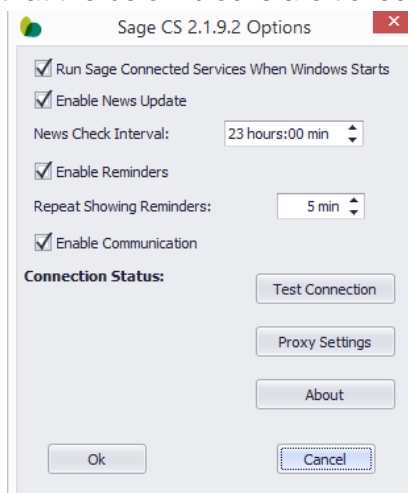 Sage CS 2.1.9.2 Options
Run Sage Connected Services When Windows Starts
Enable News Update
News Check Interval: 23 hours:00 min
Enable Reminders
Repeat Showing Reminders: 5 min
Enable Communication
Connection Status:
Test Connection
Proxy Settings
About
Ok Cancel